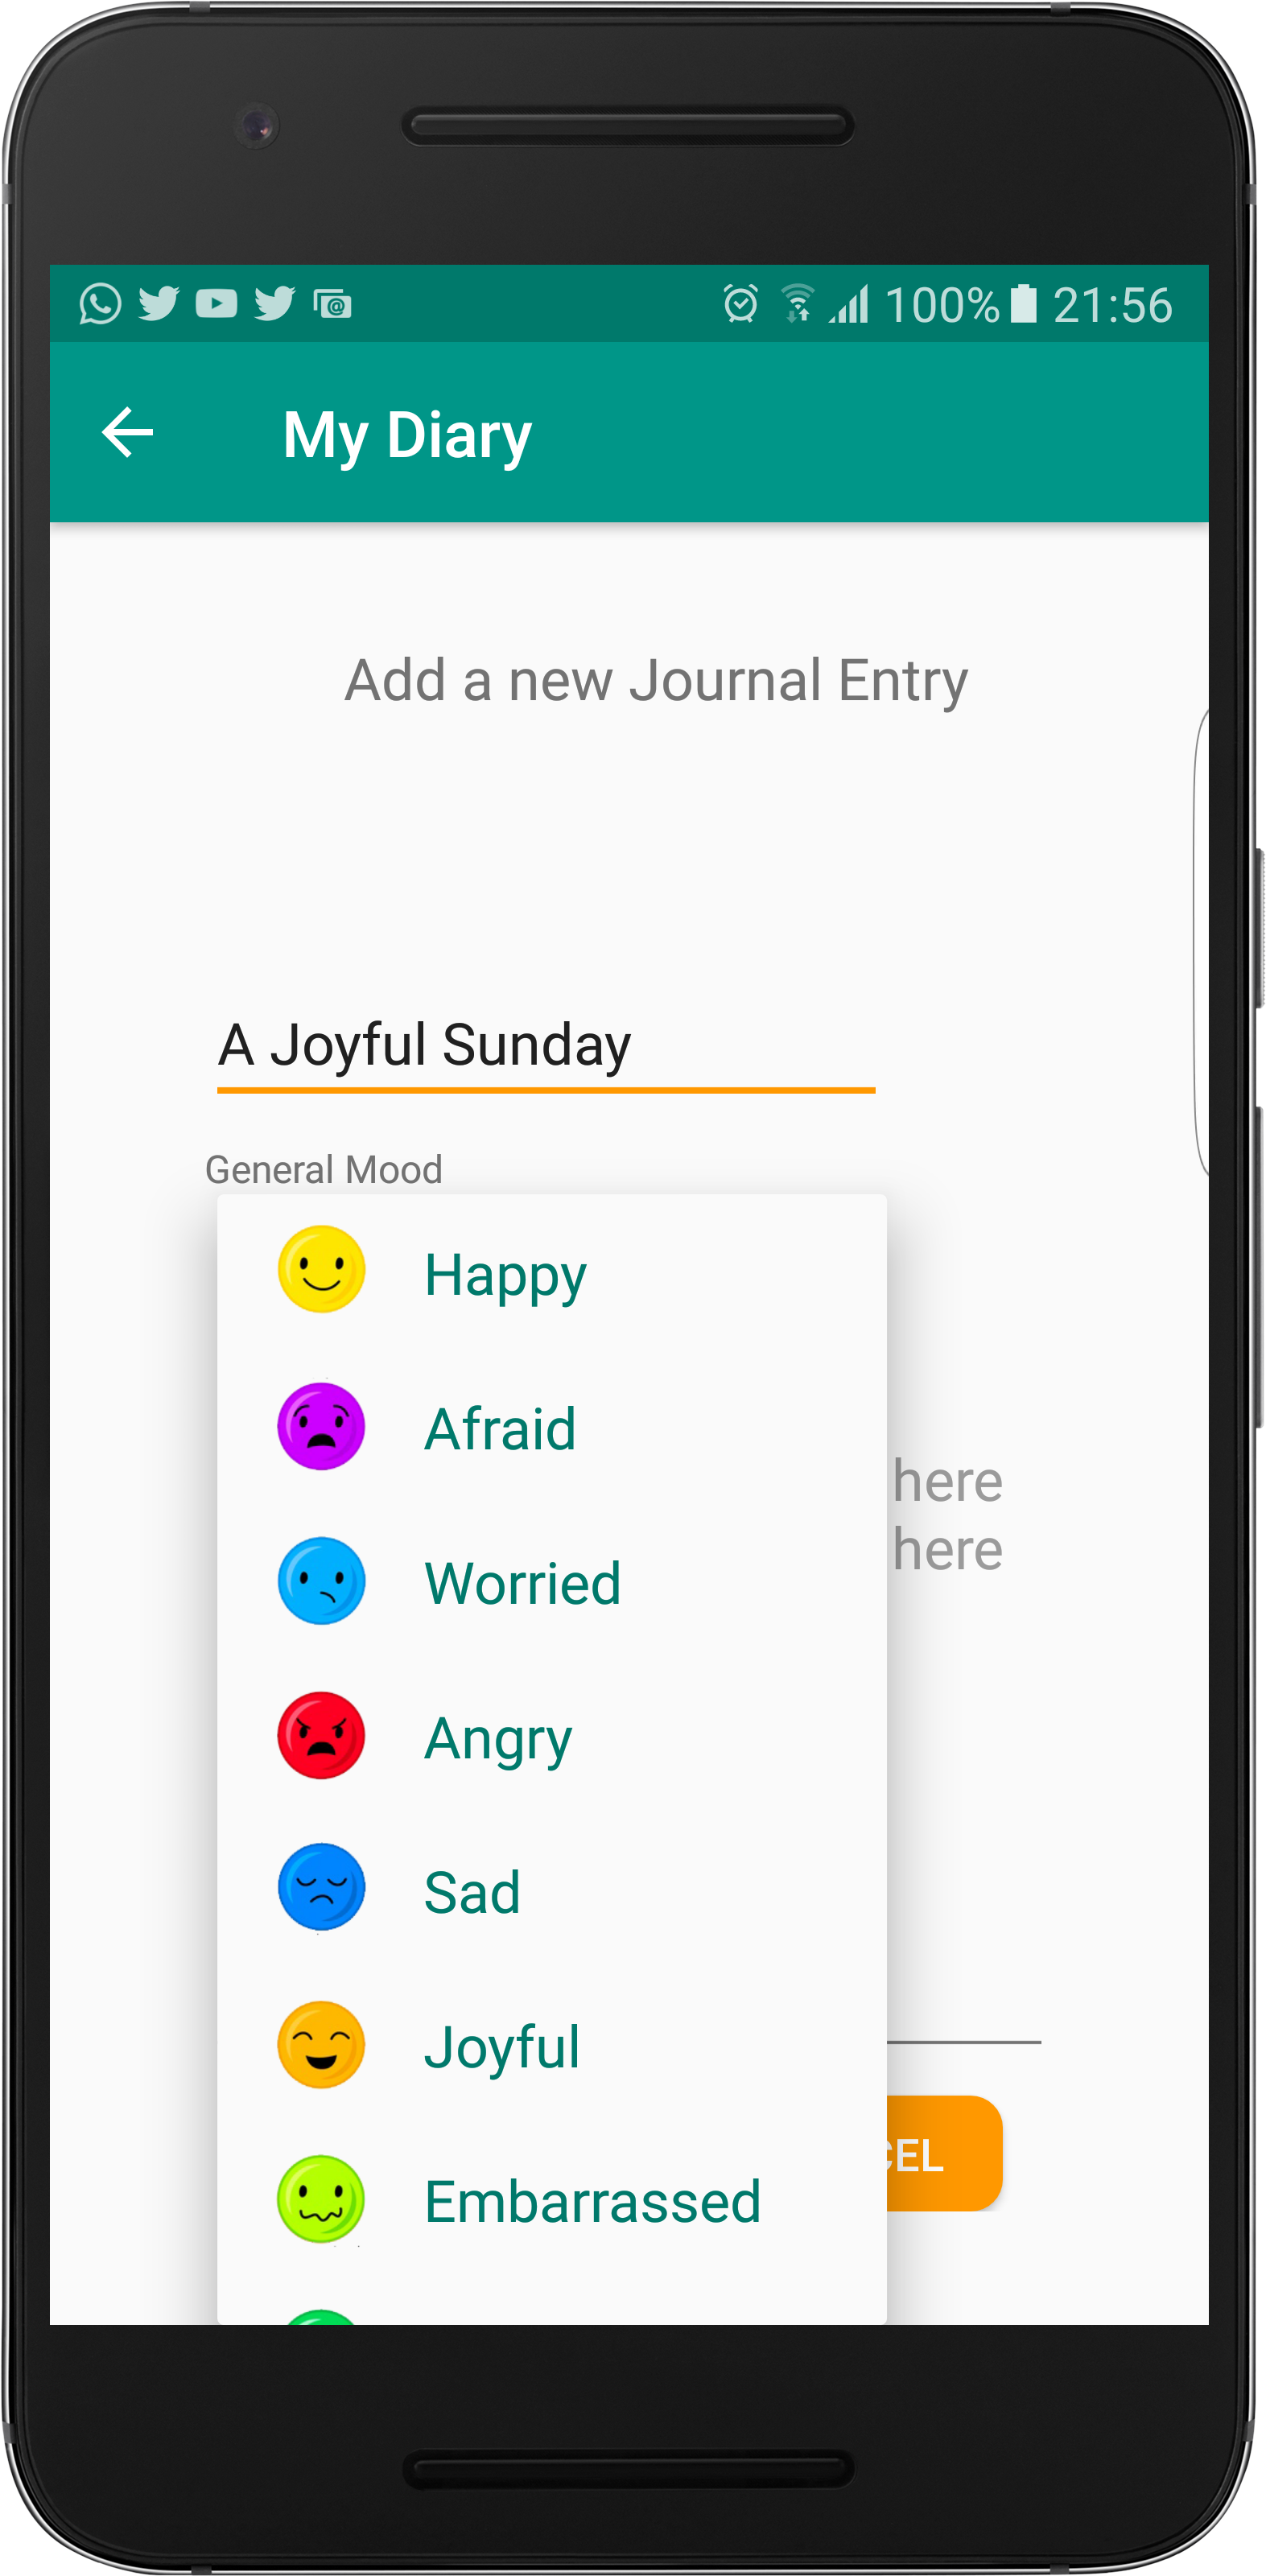 100% 21:56
My Diary
Add a new Journal Entry
A Joyful Sunday
General Mood
Happy
Afraid
here
Worried
here
Angry
Sad
Joyful
CEL
Embarrassed